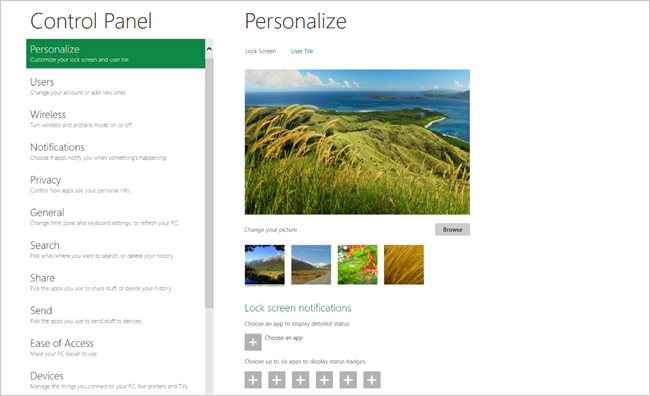 Control Panel
Personalize
Customize your lock screen and user tile.
Users
Change your account or add new ones.
Wireless
Turn wireless and airplane mode on or off.
Notifications
Choose if apps notify you when something's happening.
Privacy
Control how apps use your personal info.
General
Change time zone and keyboard settings, or refresh your PC.
Search
Pick what/where you want to search, or delete your history.
Share
Pick the apps you use to share stuff, or delete your history
Send
Pick the apps you use to send stuff to devices.
Ease of Access
Make your PC easier to use.
Devices
Manage the things you connect to your PC, like printers and TVs.
Personalize
Lock Screen
User Tile
Change your picture
Browse
Lock screen notifications
Choose an app to display detailed status.
Choose an app
Choose up to six apps to display status badges.